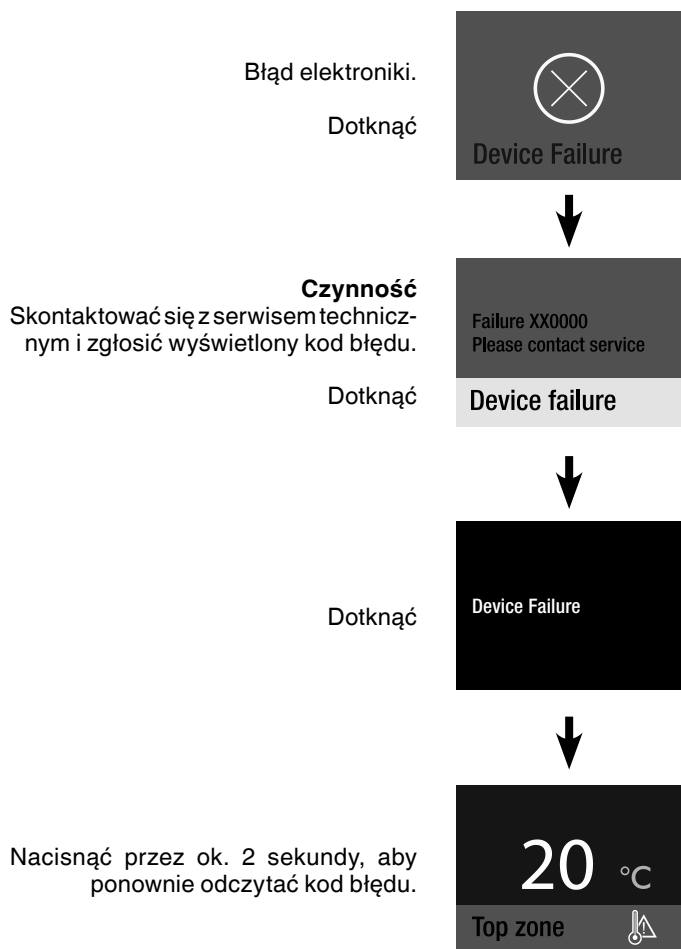 Błąd elektroniki.
Dotknąć
Device Failure
Czynność
Skontaktować się z serwisem technicz-
nym i zgłosić wyświetlony kod błędu.
Dotknąć
Failure XX0000
Please contact service
Device failure
Dotknąć
Device Failure
Nacisnąć przez ok. 2 sekundy, aby
ponownie odczytać kod błędu.
20 °C
Top zone